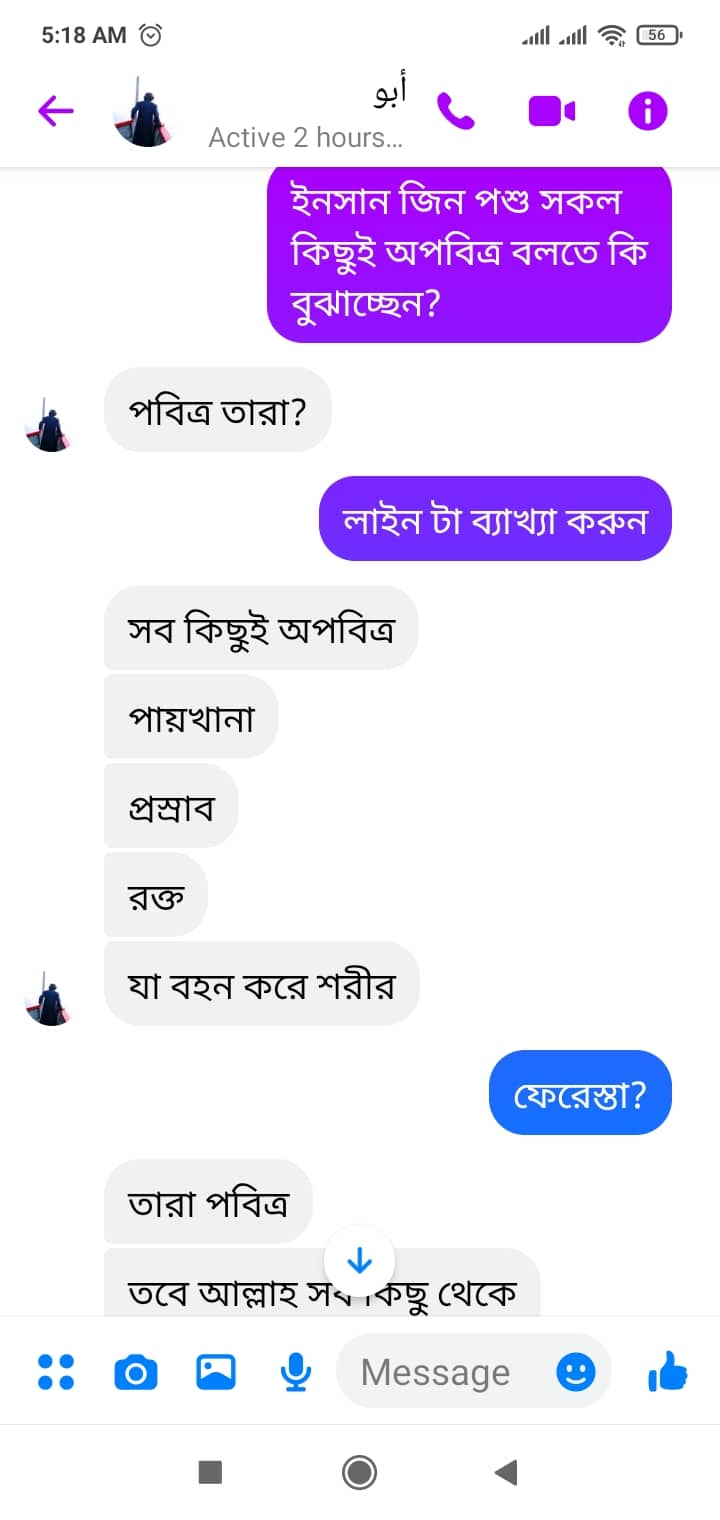 5:18 AM
56
أبو
Active 2 hours...
ইনসান জিন পশু সকল
কিছুই অপবিত্র বলতে কি
বুঝাচ্ছেন?
পবিত্র তারা?
লাইন টা ব্যাখ্যা করুন
সব কিছুই অপবিত্র
পায়খানা
প্রস্রাব
রক্ত
যা বহন করে শরীর
ফেরেস্তা?
তারা পবিত্র
তবে আল্লাহ সব কিছু থেকে
Message